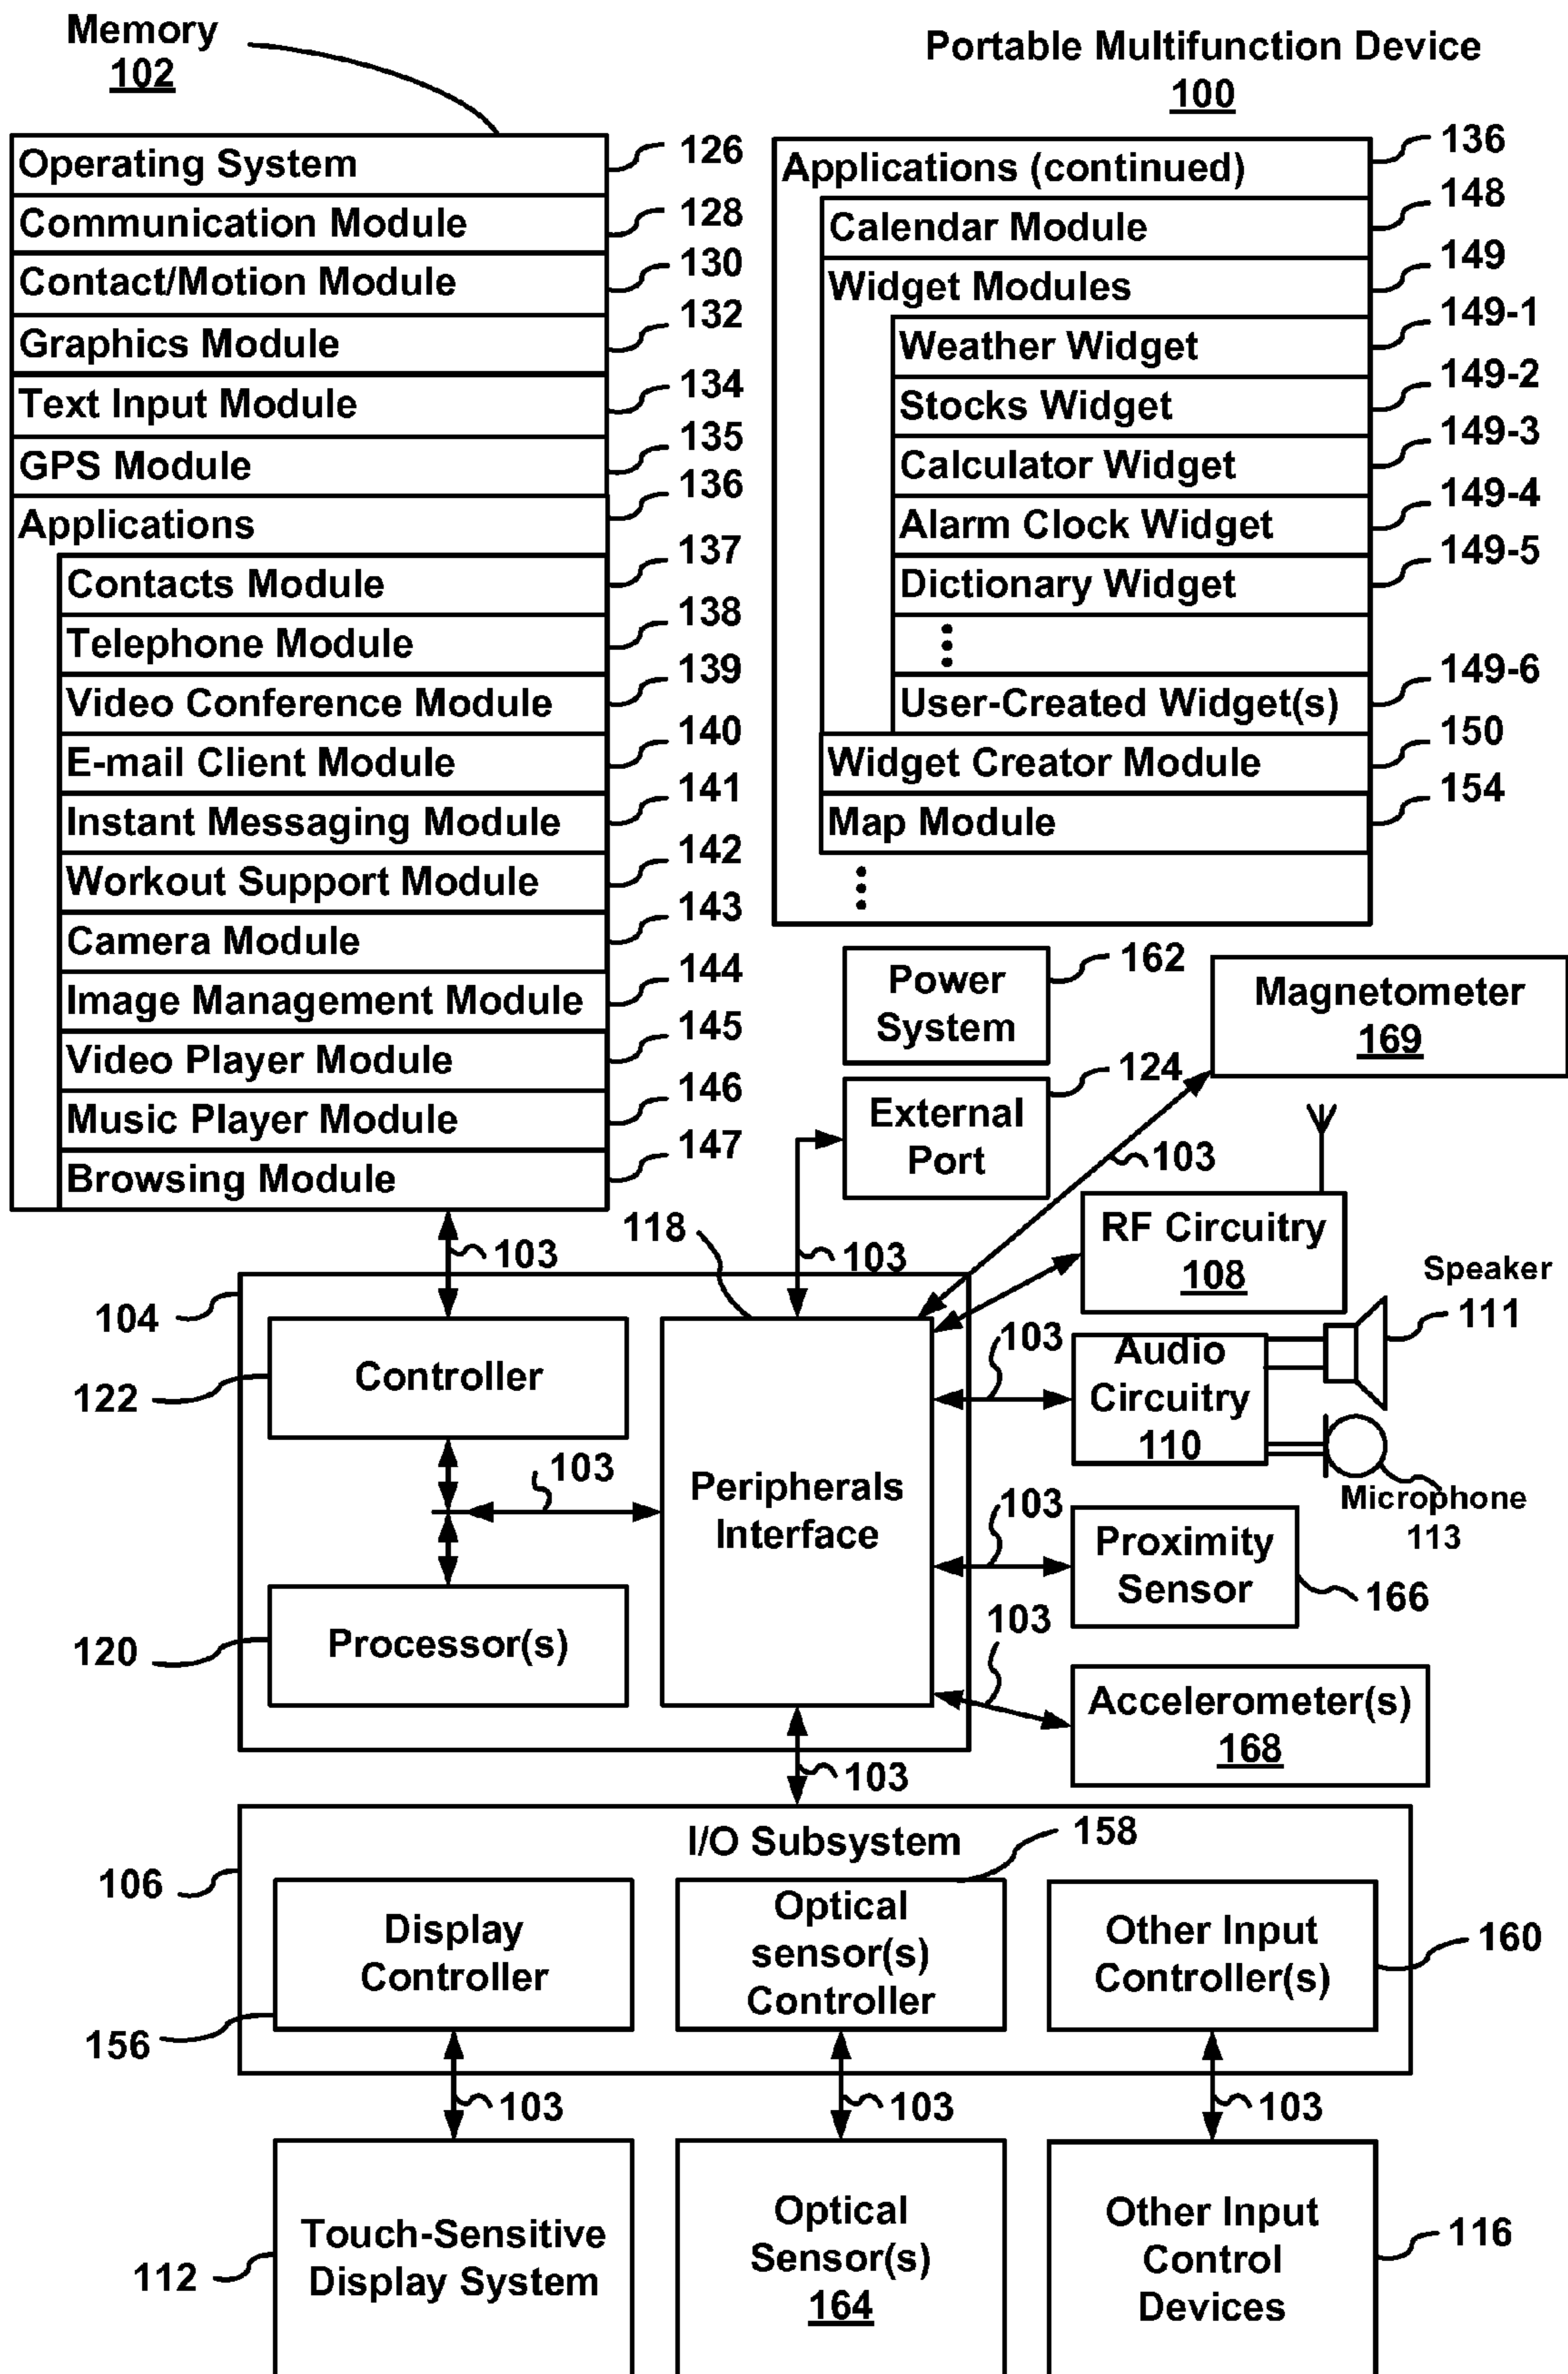 Memory
102
Portable Multifunction Device
100
Operating System
126
Communication Module
128
Contact/Motion Module
130
Graphics Module
132
Text Input Module
134
GPS Module
135
Applications
136
Contacts Module
137
Telephone Module
138
Video Conference Module
139
E-mail Client Module
140
Instant Messaging Module
141
Workout Support Module
142
Camera Module
143
Image Management Module
144
Video Player Module
145
Music Player Module
146
Browsing Module
147
Applications (continued)
136
Calendar Module
148
Widget Modules
149
Weather Widget
149-1
Stocks Widget
149-2
Calculator Widget
149-3
Alarm Clock Widget
149-4
Dictionary Widget
149-5
User-Created Widget(s)
149-6
Widget Creator Module
150
Map Module
154
Power
System
162
Magnetometer
169
External
Port
124
103
RF Circuitry
108
103
118
103
Speaker
111
104
Controller
122
103
Audio
Circuitry
110
Microphone
113
103
Peripherals
Interface
103
Proximity
Sensor
166
Processor(s)
120
103
Accelerometer(s)
168
103
I/O Subsystem
158
106
Display
Controller
156
Optical
sensor(s)
Controller
Other Input
Controller(s)
160
103
103
103
Touch-Sensitive
Display System
112
Optical
Sensor(s)
164
Other Input
Control
Devices
116